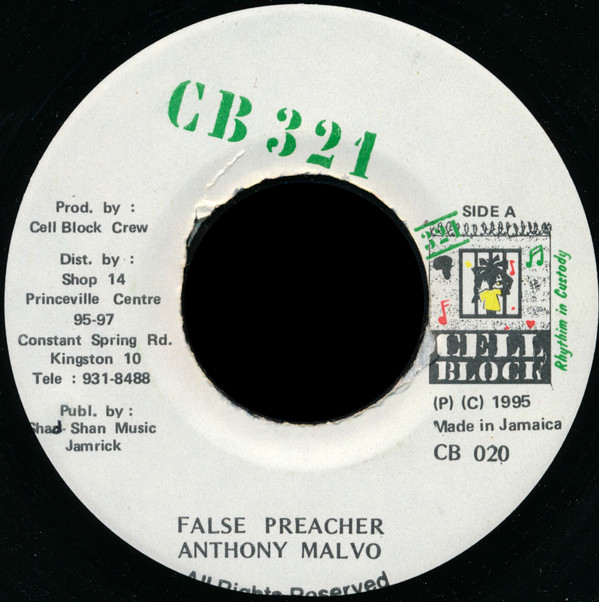 CB 321
Prod. by :
Cell Block Crew
Dist. by :
Shop 14
Princeville Centre
95-97
Constant Spring Rd.
Kingston 10
Tele : 931-8488
Publ. by :
Shad Shan Music
Jamrick
SIDE A
321
Rhythim in Custody
CELL
BLOCK
(P) (C) 1995
Made in Jamaica
CB 020
FALSE PREACHER
ANTHONY MALVO
All Rights Reserved